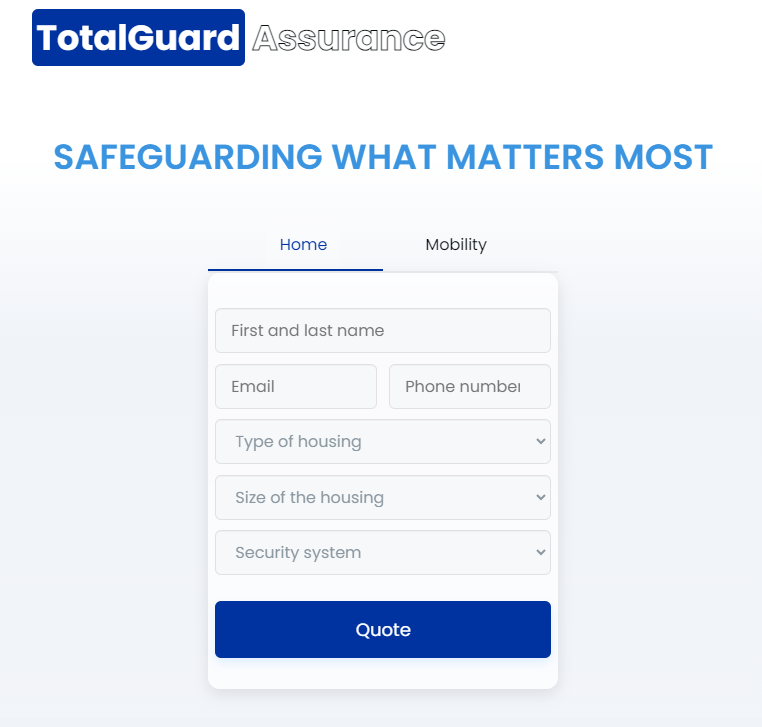 TotalGuard Assurance
SAFEGUARDING WHAT MATTERS MOST
Home Mobility
First and last name
Email Phone number
Type of housing
Size of the housing
Security system
Quote